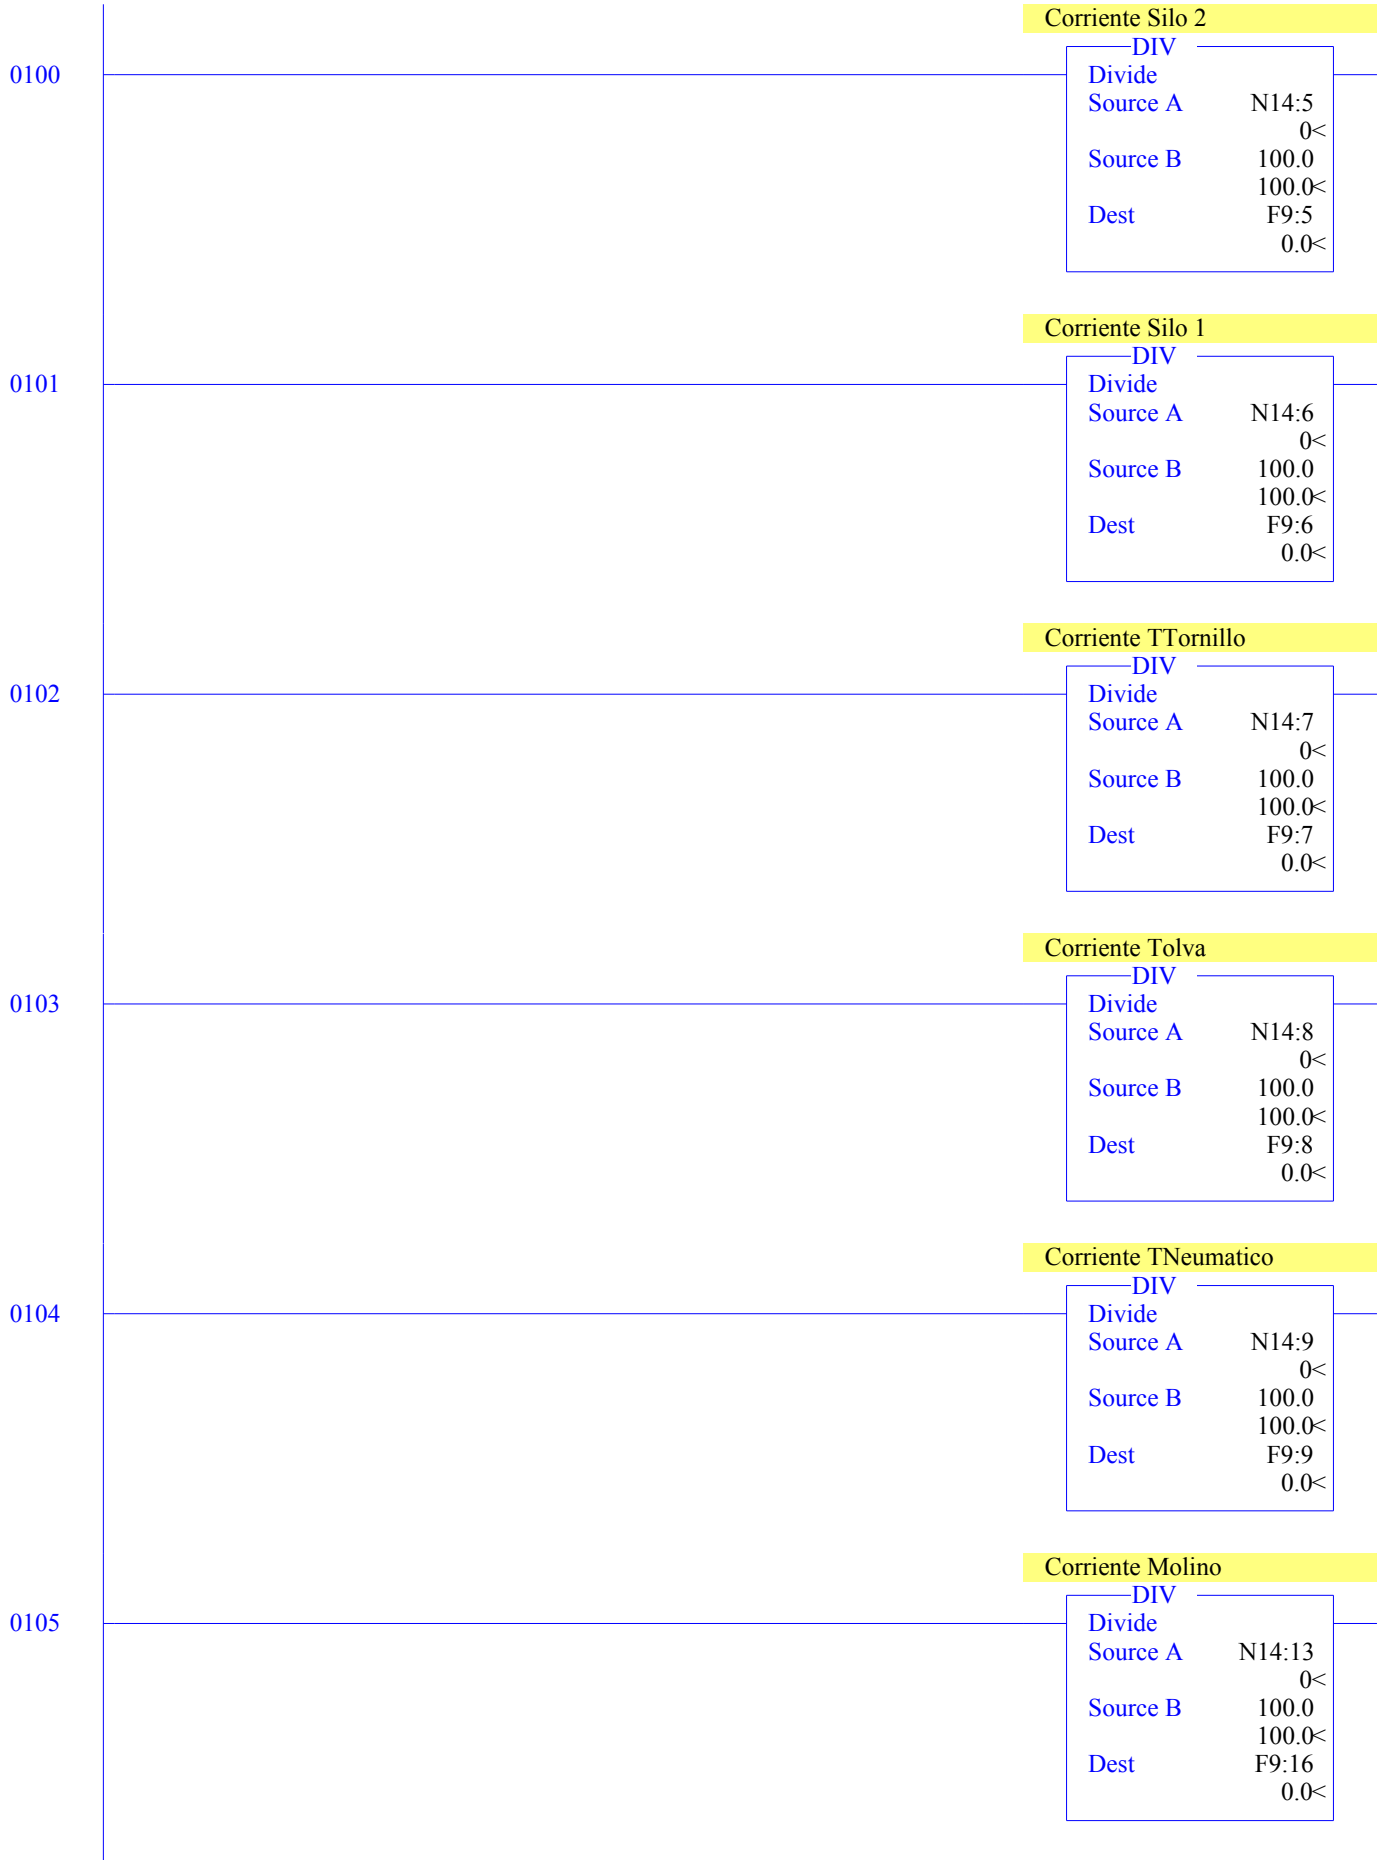 Corriente Silo 2
DIV
0100
Divide
Source A N14:5
0<
Source B 100.0
100.0<
Dest F9:5
0.0<
Corriente Silo 1
DIV
0101
Divide
Source A N14:6
0<
Source B 100.0
100.0<
Dest F9:6
0.0<
Corriente TTornillo
DIV
0102
Divide
Source A N14:7
0<
Source B 100.0
100.0<
Dest F9:7
0.0<
Corriente Tolva
DIV
0103
Divide
Source A N14:8
0<
Source B 100.0
100.0<
Dest F9:8
0.0<
Corriente TNeumatico
DIV
0104
Divide
Source A N14:9
0<
Source B 100.0
100.0<
Dest F9:9
0.0<
Corriente Molino
DIV
0105
Divide
Source A N14:13
0<
Source B 100.0
100.0<
Dest F9:16
0.0<